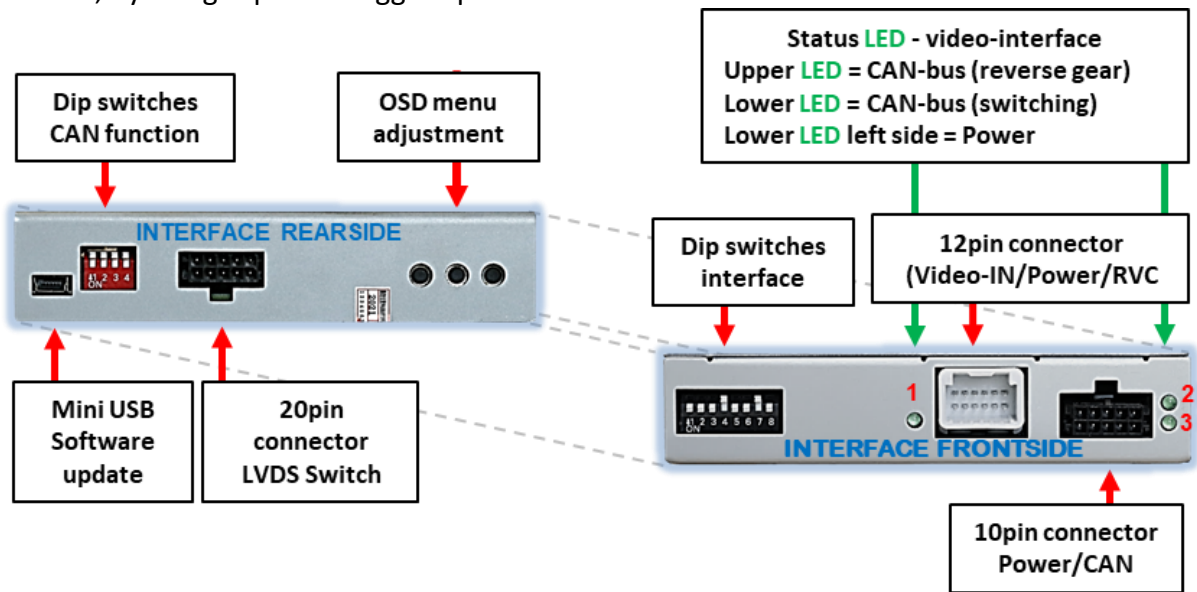 Status LED - video-interface
Upper LED = CAN-bus (reverse gear)
Lower LED = CAN-bus (switching)
Lower LED left side = Power
Dip switches
CAN function
OSD menu
adjustment
INTERFACE REARSIDE
1 2 3 4
ON
2021
Dip switches
interface
12pin connector
(Video-IN/Power/RVC
Mini USB
Software
update
20pin
connector
LVDS Switch
1
2
3
1 2 3 4 5 6 7 8
ON
INTERFACE FRONTSIDE
10pin connector
Power/CAN